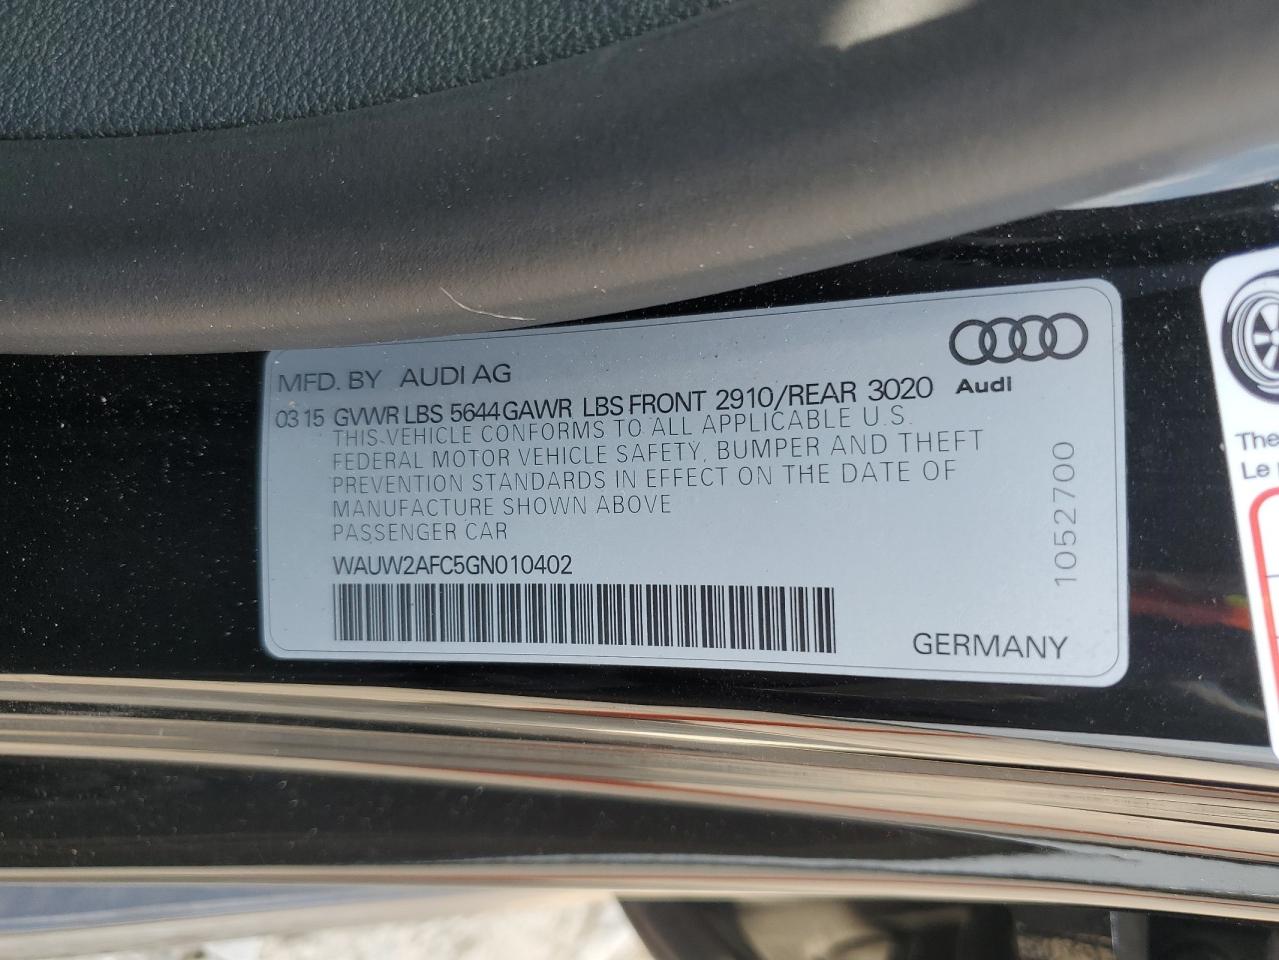 MFD. BY AUDI AG
Audi
03 15 GVWR LBS 5644 GAWR LBS FRONT 2910/REAR 3020
THIS VEHICLE CONFORMS TO ALL APPLICABLE U.S.
FEDERAL MOTOR VEHICLE SAFETY, BUMPER AND THEFT
PREVENTION STANDARDS IN EFFECT ON THE DATE OF
MANUFACTURE SHOWN ABOVE
PASSENGER CAR
WAUW2AFC5GN010402
1052700
GERMANY
The
Le